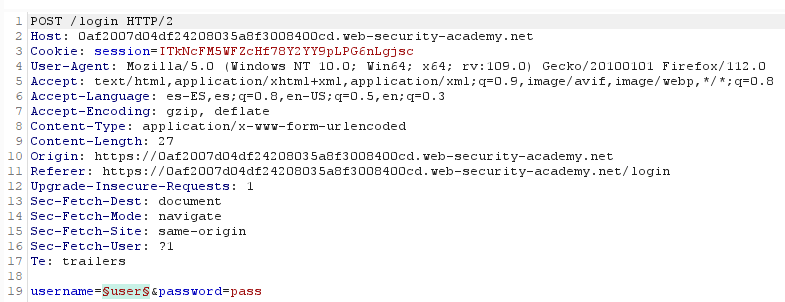 1 POST /login HTTP/2
2 Host: 0af2007d04df24208035a8f3008400cd.web-security-academy.net
3 Cookie: session=ITkNcFM5WFZcHf78Y2YY9pLPG6nLgjsc
4 User-Agent: Mozilla/5.0 (Windows NT 10.0; Win64; x64; rv:109.0) Gecko/20100101 Firefox/112.0
5 Accept: text/html,application/xhtml+xml,application/xml;q=0.9,image/avif,image/webp,*/*;q=0.8
6 Accept-Language: es-ES,es;q=0.8,en-US;q=0.5,en;q=0.3
7 Accept-Encoding: gzip, deflate
8 Content-Type: application/x-www-form-urlencoded
9 Content-Length: 27
10 Origin: https://0af2007d04df24208035a8f3008400cd.web-security-academy.net
11 Referer: https://0af2007d04df24208035a8f3008400cd.web-security-academy.net/login
12 Upgrade-Insecure-Requests: 1
13 Sec-Fetch-Dest: document
14 Sec-Fetch-Mode: navigate
15 Sec-Fetch-Site: same-origin
16 Sec-Fetch-User: ?1
17 Te: trailers
18
19 username=§user§&password=pass